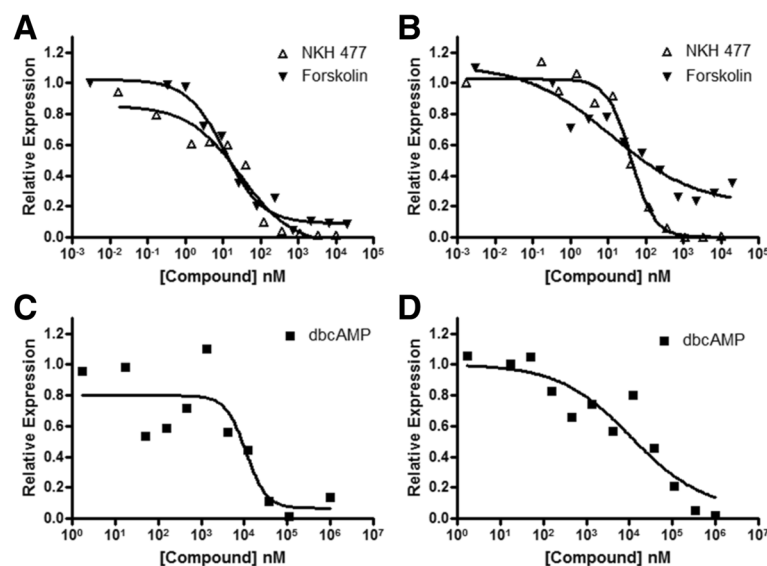 A
NKH 477
Forskolin
Relative Expression
1.2
1.0
0.8
0.6
0.4
0.2
0.0
10-3 10-2 10-1 100 101 102 103 104 105
[Compound] nM
B
NKH 477
Forskolin
Relative Expression
1.2
1.0
0.8
0.6
0.4
0.2
0.0
10-3 10-2 10-1 100 101 102 103 104 105
[Compound] nM
C
dbcAMP
Relative Expression
1.2
1.0
0.8
0.6
0.4
0.2
0.0
100 101 102 103 104 105 106 107
[Compound] nM
D
dbcAMP
Relative Expression
1.2
1.0
0.8
0.6
0.4
0.2
0.0
100 101 102 103 104 105 106 107
[Compound] nM